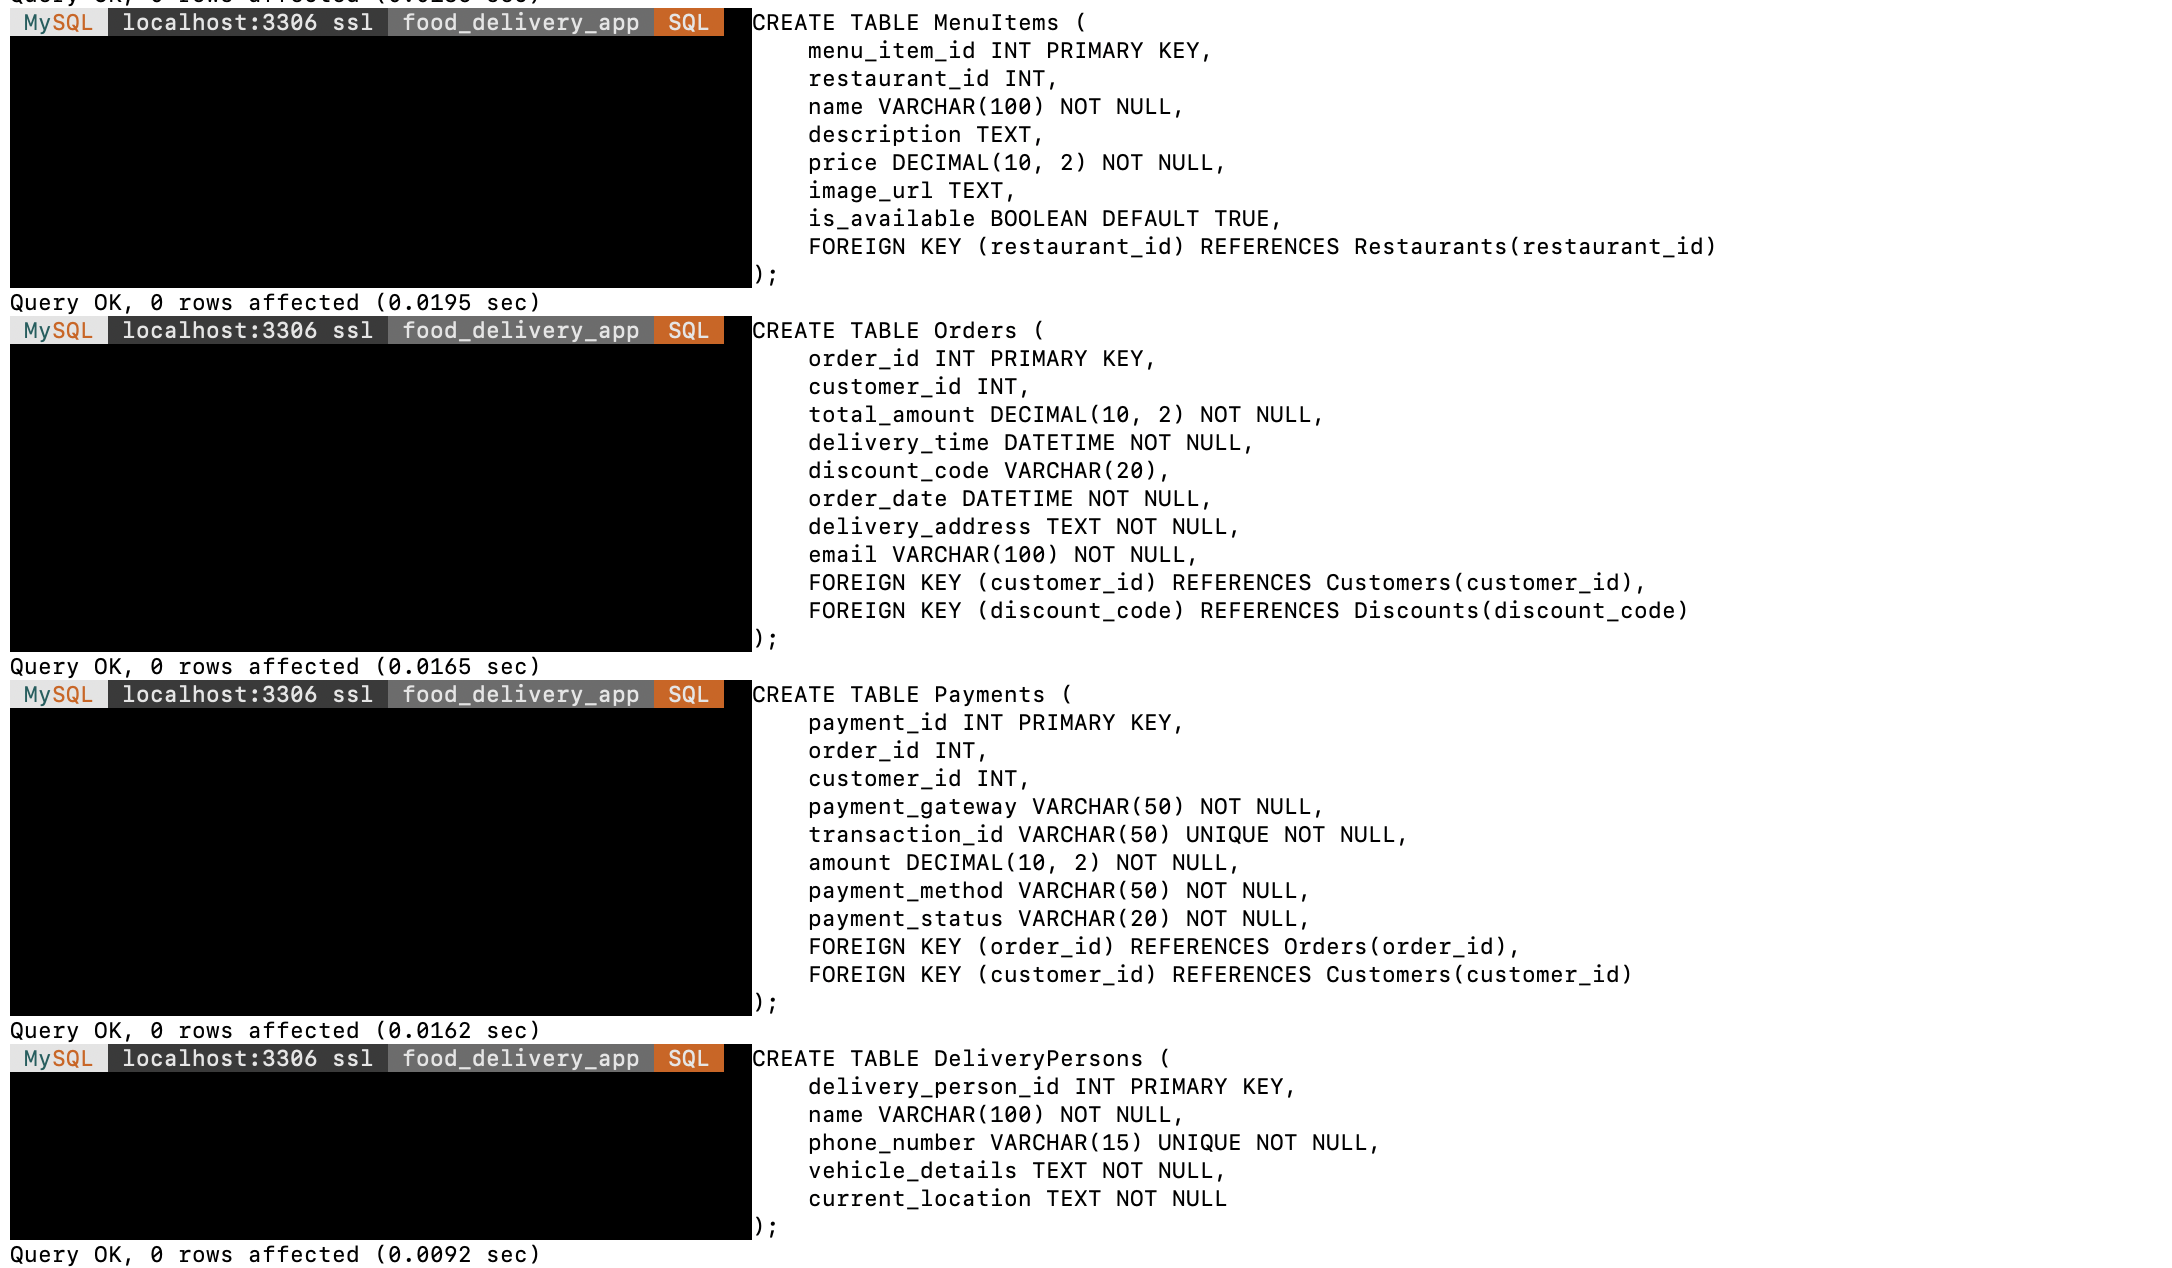 Query OK, 0 rows affected (0.0255 sec)
MySQL localhost:3306 ssl food_delivery_app SQL CREATE TABLE MenuItems (
menu_item_id INT PRIMARY KEY,
restaurant_id INT,
name VARCHAR(100) NOT NULL,
description TEXT,
price DECIMAL(10, 2) NOT NULL,
image_url TEXT,
is_available BOOLEAN DEFAULT TRUE,
FOREIGN KEY (restaurant_id) REFERENCES Restaurants(restaurant_id)
);
Query OK, 0 rows affected (0.0195 sec)
MySQL localhost:3306 ssl food_delivery_app SQL CREATE TABLE Orders (
order_id INT PRIMARY KEY,
customer_id INT,
total_amount DECIMAL(10, 2) NOT NULL,
delivery_time DATETIME NOT NULL,
discount_code VARCHAR(20),
order_date DATETIME NOT NULL,
delivery_address TEXT NOT NULL,
email VARCHAR(100) NOT NULL,
FOREIGN KEY (customer_id) REFERENCES Customers(customer_id),
FOREIGN KEY (discount_code) REFERENCES Discounts(discount_code)
);
Query OK, 0 rows affected (0.0165 sec)
MySQL localhost:3306 ssl food_delivery_app SQL CREATE TABLE Payments (
payment_id INT PRIMARY KEY,
order_id INT,
customer_id INT,
payment_gateway VARCHAR(50) NOT NULL,
transaction_id VARCHAR(50) UNIQUE NOT NULL,
amount DECIMAL(10, 2) NOT NULL,
payment_method VARCHAR(50) NOT NULL,
payment_status VARCHAR(20) NOT NULL,
FOREIGN KEY (order_id) REFERENCES Orders(order_id),
FOREIGN KEY (customer_id) REFERENCES Customers(customer_id)
);
Query OK, 0 rows affected (0.0162 sec)
MySQL localhost:3306 ssl food_delivery_app SQL CREATE TABLE DeliveryPersons (
delivery_person_id INT PRIMARY KEY,
name VARCHAR(100) NOT NULL,
phone_number VARCHAR(15) UNIQUE NOT NULL,
vehicle_details TEXT NOT NULL,
current_location TEXT NOT NULL
);
Query OK, 0 rows affected (0.0092 sec)